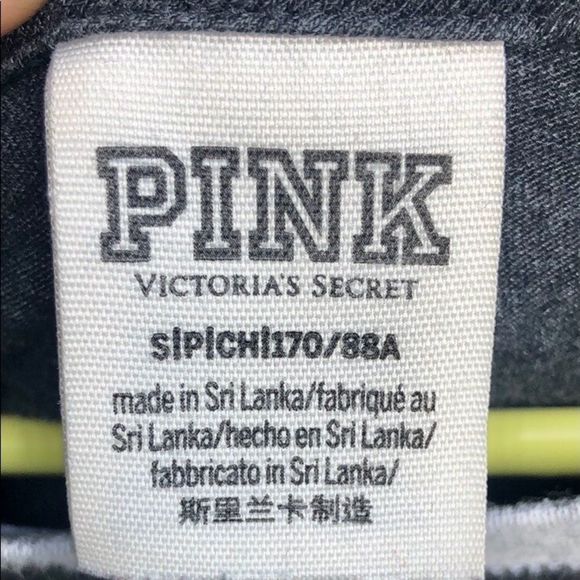 PINK
VICTORIA'S SECRET
S|P|CH|170/88A
made in Sri Lanka/fabriqué au
Sri Lanka/hecho en Sri Lanka/
fabbricato in Sri Lanka/
斯里兰卡制造